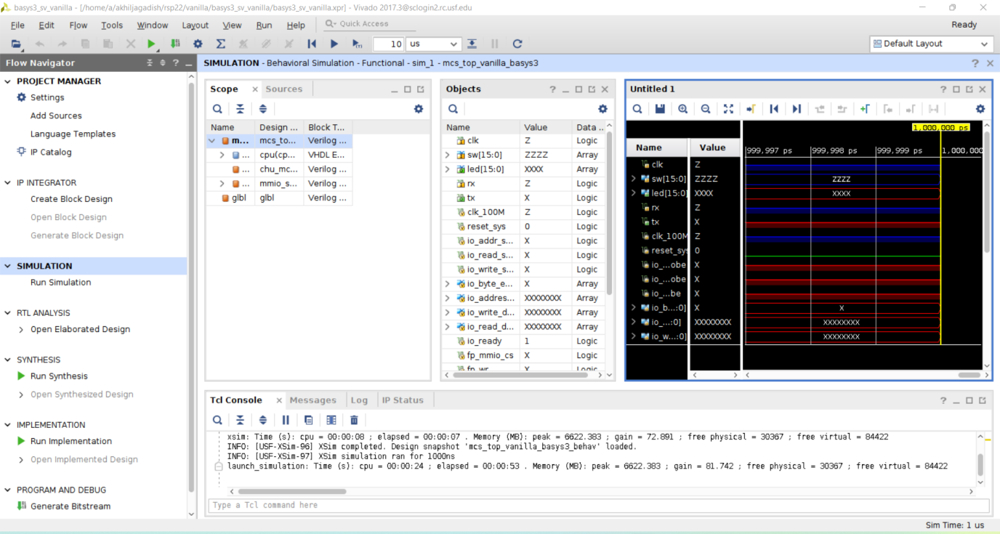 basys3_sv_vanilla - [/home/a/akhiljagadish/rsp22/vanilla/basys3_sv_vanilla/basys3_sv_vanilla.xpr] - Vivado 2017.3@sclogin2.rc.usf.edu
File Edit Flow Tools Window Layout View Run Help Quick Access Ready
10 us Default Layout
Flow Navigator
PROJECT MANAGER
Settings
Add Sources
Language Templates
IP Catalog
IP INTEGRATOR
Create Block Design
Open Block Design
Generate Block Design
SIMULATION
Run Simulation
RTL ANALYSIS
Open Elaborated Design
SYNTHESIS
Run Synthesis
Open Synthesized Design
IMPLEMENTATION
Run Implementation
Open Implemented Design
PROGRAM AND DEBUG
Generate Bitstream
SIMULATION - Behavioral Simulation - Functional - sim_1 - mcs_top_vanilla_basys3
Scope Sources
Name Design ... Block T...
m... mcs_to... Verilog ...
... cpu(cp... VHDL E...
... chu_mc... Verilog ...
... mmio_s... Verilog ...
glbl glbl Verilog ...
Objects
Name Value Data ...
clk Z Logic
sw[15:0] ZZZZ Array
led[15:0] XXXX Array
rx Z Logic
tx X Logic
clk_100M Z Logic
reset_sys 0 Logic
io_addr_s... X Logic
io_read_s... X Logic
io_write_s... X Logic
io_byte_e... X Array
io_addres... XXXXXXXX Array
io_write_d... XXXXXXXX Array
io_read_d... XXXXXXXX Array
io_ready 1 Logic
fp_mmio_cs X Logic
fp_wr X Logic
Untitled 1
1,000,000 ps
Name Value 999,997 ps 999,998 ps 999,999 ps 1,000,000
clk Z
sw[15:0] ZZZZ ZZZZ
led[15:0] XXXX XXXX
rx Z
tx X
clk_100M Z
reset_sys 0
io_...obe X
io_...obe X
io_...be X
io_b...:0] X X
io_...:0] XXXXXXXX XXXXXXXX
io_w...:0] XXXXXXXX XXXXXXXX
Tcl Console Messages Log IP Status
xsim: Time (s): cpu = 00:00:08 ; elapsed = 00:00:07 . Memory (MB): peak = 6622.383 ; gain = 72.891 ; free physical = 30367 ; free virtual = 84422
INFO: [USF-XSim-96] XSim completed. Design snapshot 'mcs_top_vanilla_basys3_behav' loaded.
INFO: [USF-XSim-97] XSim simulation ran for 1000ns
launch_simulation: Time (s): cpu = 00:00:24 ; elapsed = 00:00:53 . Memory (MB): peak = 6622.383 ; gain = 81.742 ; free physical = 30367 ; free virtual = 84422
Type a Tcl command here
Sim Time: 1 us